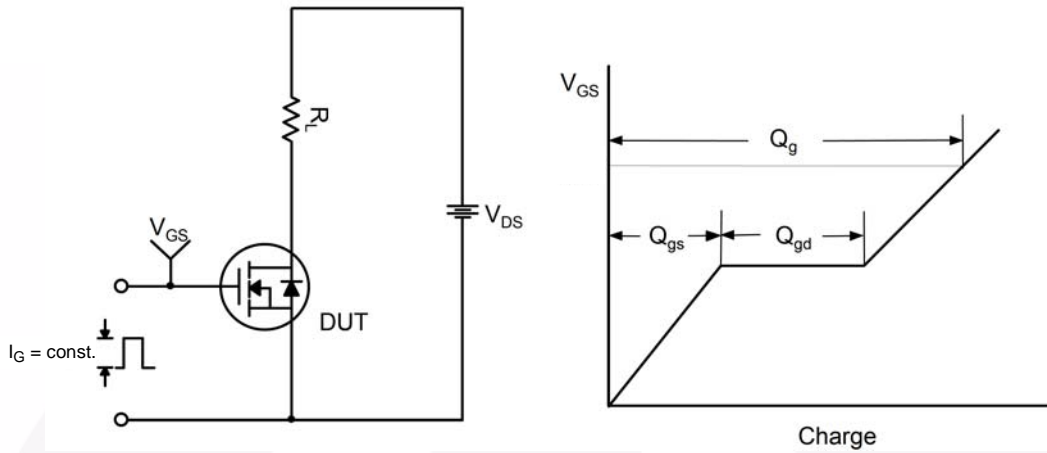 R_L
V_GS
V_DS
DUT
I_G = const.
V_GS
Q_g
Q_gs
Q_gd
Charge